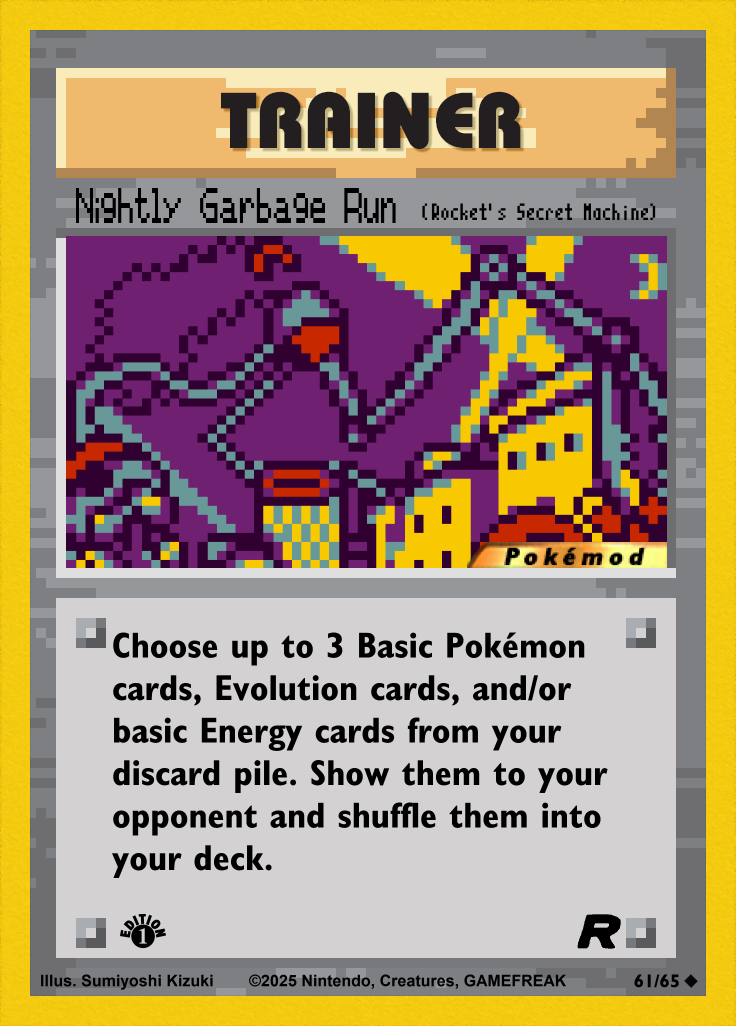 TRAINER
Nightly Garbage Run (Rocket's Secret Machine)
Pokémod
Choose up to 3 Basic Pokémon
cards, Evolution cards, and/or
basic Energy cards from your
discard pile. Show them to your
opponent and shuffle them into
your deck.
EDITION
1
R
Illus. Sumiyoshi Kizuki ©2025 Nintendo, Creatures, GAMEFREAK 61/65